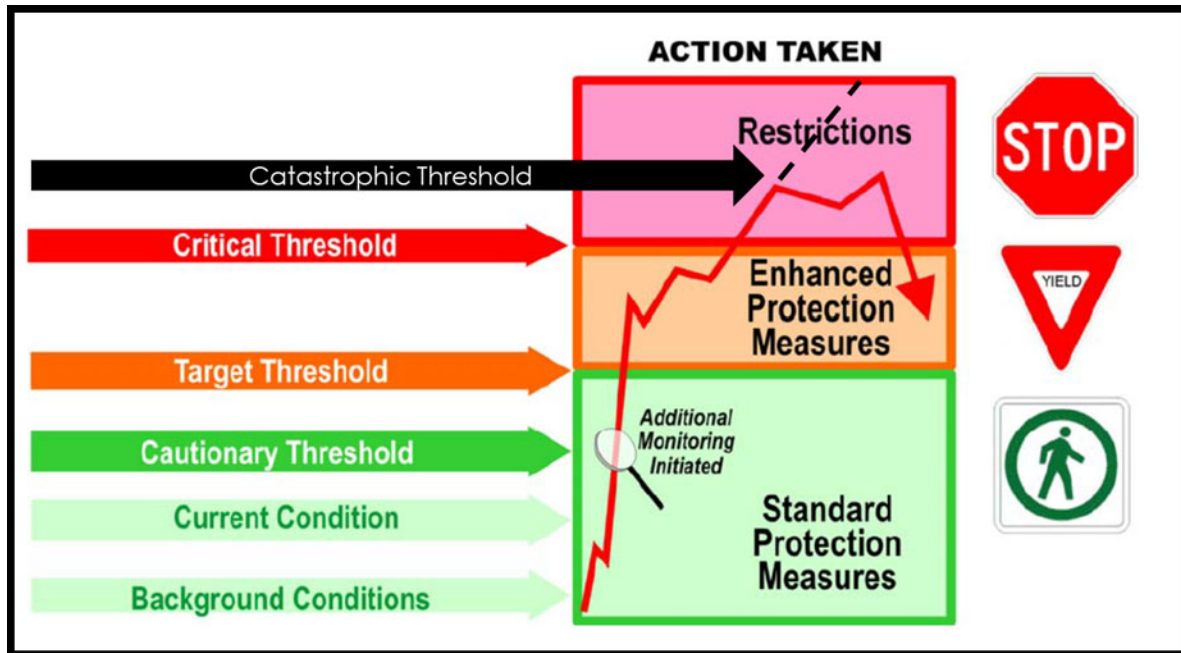 ACTION TAKEN
Restrictions
STOP
Catastrophic Threshold
Critical Threshold
Enhanced
Protection
Measures
YIELD
Target Threshold
Additional
Monitoring
Initiated
Cautionary Threshold
Current Condition
Standard
Protection
Measures
Background Conditions